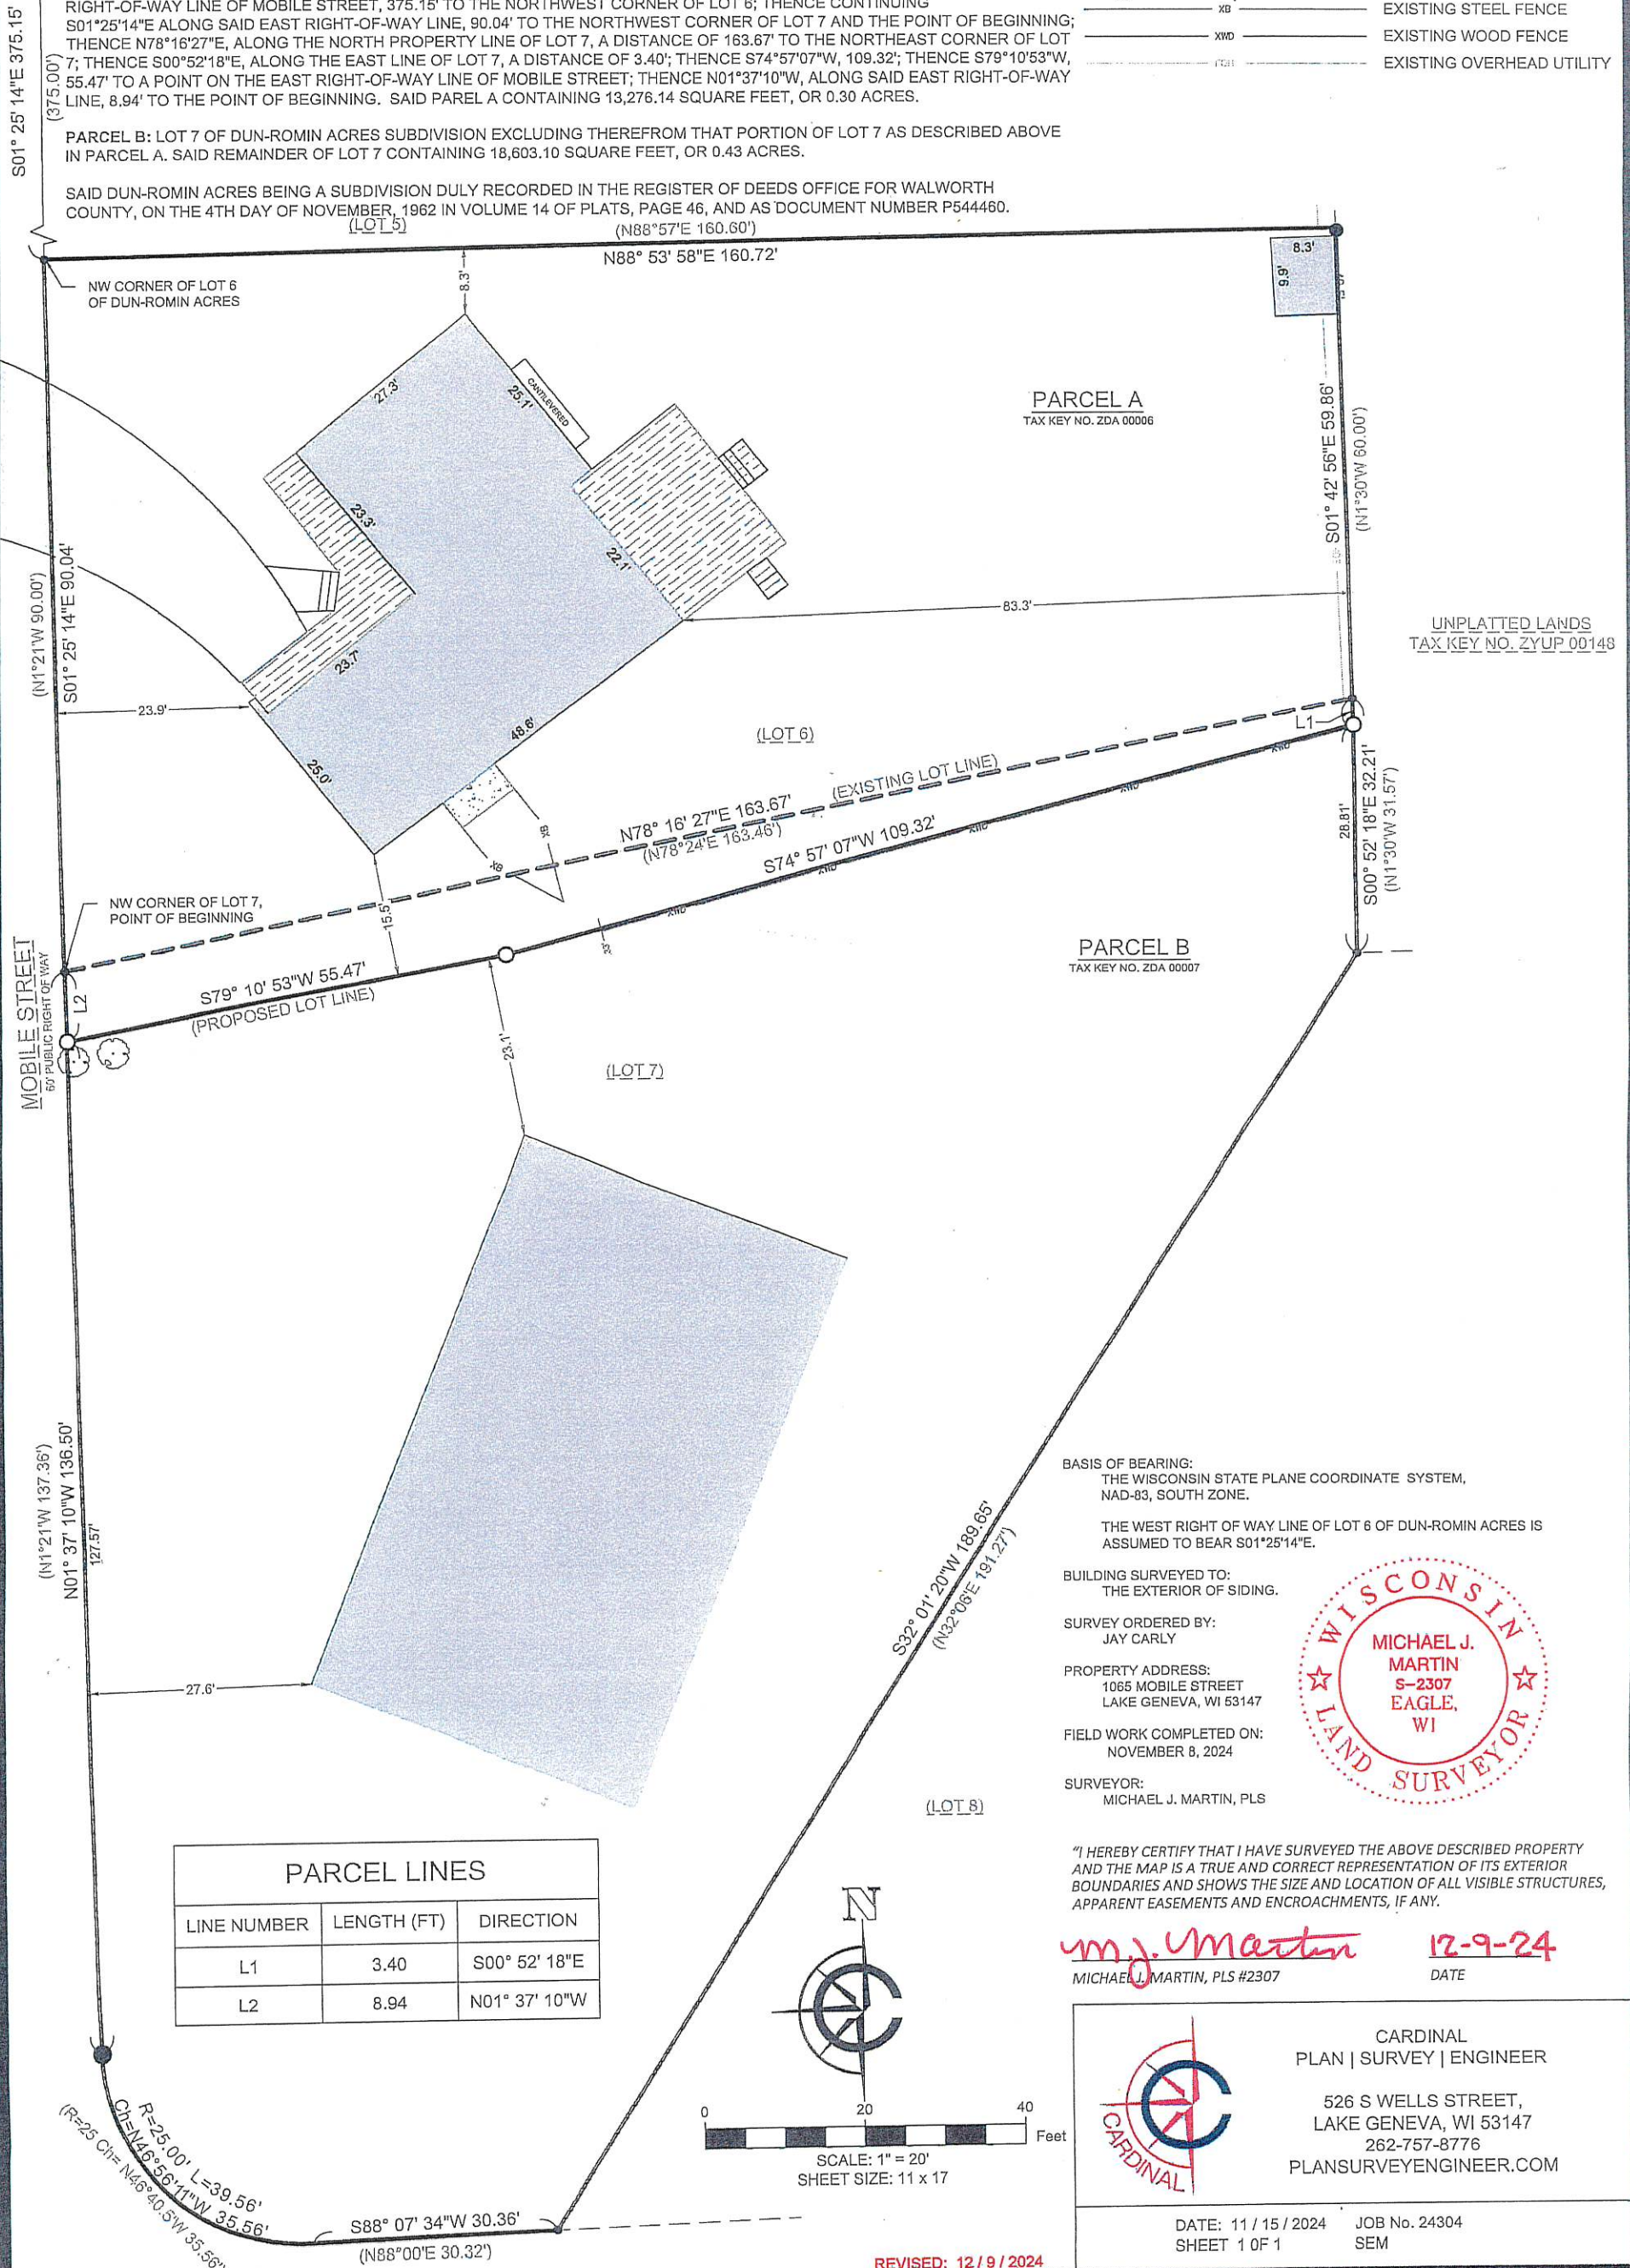 RIGHT-OF-WAY LINE OF MOBILE STREET, 375.15' TO THE NORTHWEST CORNER OF LOT 6; THENCE CONTINUING
S01°25'14"E ALONG SAID EAST RIGHT-OF-WAY LINE, 90.04' TO THE NORTHWEST CORNER OF LOT 7 AND THE POINT OF BEGINNING;
THENCE N78°16'27"E, ALONG THE NORTH PROPERTY LINE OF LOT 7, A DISTANCE OF 163.67' TO THE NORTHEAST CORNER OF LOT
7; THENCE S00°52'18"E, ALONG THE EAST LINE OF LOT 7, A DISTANCE OF 3.40'; THENCE S74°57'07"W, 109.32'; THENCE S79°10'53"W,
55.47' TO A POINT ON THE EAST RIGHT-OF-WAY LINE OF MOBILE STREET; THENCE N01°37'10"W, ALONG SAID EAST RIGHT-OF-WAY
LINE, 8.94' TO THE POINT OF BEGINNING. SAID PAREL A CONTAINING 13,276.14 SQUARE FEET, OR 0.30 ACRES.
PARCEL B: LOT 7 OF DUN-ROMIN ACRES SUBDIVISION EXCLUDING THEREFROM THAT PORTION OF LOT 7 AS DESCRIBED ABOVE
IN PARCEL A. SAID REMAINDER OF LOT 7 CONTAINING 18,603.10 SQUARE FEET, OR 0.43 ACRES.
SAID DUN-ROMIN ACRES BEING A SUBDIVISION DULY RECORDED IN THE REGISTER OF DEEDS OFFICE FOR WALWORTH
COUNTY, ON THE 4TH DAY OF NOVEMBER, 1962 IN VOLUME 14 OF PLATS, PAGE 46, AND AS DOCUMENT NUMBER P544460.
XB EXISTING STEEL FENCE
XWD EXISTING WOOD FENCE
EXISTING OVERHEAD UTILITY
S01° 25' 14"E 375.15'
(375.00')
(LOT 5)
(N88°57'E 160.60')
N88° 53' 58"E 160.72'
NW CORNER OF LOT 6
OF DUN-ROMIN ACRES
8.3'
8.3'
9.9'
27.3'
25.1'
CANTILEVERED
PARCEL A
TAX KEY NO. ZDA 00006
S01° 42' 56"E 59.86'
(N1°30'W 60.00')
23.3'
22.1'
83.3'
(N1°21'W 90.00')
S01° 25' 14"E 90.04'
23.7'
23.9'
UNPLATTED LANDS
TAX KEY NO. ZYUP 00148
48.6'
25.0'
(LOT 6)
L1
(EXISTING LOT LINE)
N78° 16' 27"E 163.67'
(N78°24'E 163.46')
S74° 57' 07"W 109.32'
XB
XB
XWD
XWD
XWD
XWD
XWD
28.81'
S00° 52' 18"E 32.21'
(N1°30'W 31.57')
NW CORNER OF LOT 7,
POINT OF BEGINNING
15.5'
PARCEL B
TAX KEY NO. ZDA 00007
MOBILE STREET
60' PUBLIC RIGHT OF WAY
L2
S79° 10' 53"W 55.47'
(PROPOSED LOT LINE)
23.1'
(LOT 7)
(N1°21'W 137.36')
N01° 37' 10"W 136.50'
127.57'
27.6'
S32° 01' 20"W 189.65'
(N32°06'E 191.27')
BASIS OF BEARING:
THE WISCONSIN STATE PLANE COORDINATE SYSTEM,
NAD-83, SOUTH ZONE.
THE WEST RIGHT OF WAY LINE OF LOT 6 OF DUN-ROMIN ACRES IS
ASSUMED TO BEAR S01°25'14"E.
BUILDING SURVEYED TO:
THE EXTERIOR OF SIDING.
SURVEY ORDERED BY:
JAY CARLY
PROPERTY ADDRESS:
1065 MOBILE STREET
LAKE GENEVA, WI 53147
FIELD WORK COMPLETED ON:
NOVEMBER 8, 2024
SURVEYOR:
MICHAEL J. MARTIN, PLS
WISCONSIN
MICHAEL J.
MARTIN
S-2307
EAGLE,
WI
LAND SURVEYOR
(LOT 8)
"I HEREBY CERTIFY THAT I HAVE SURVEYED THE ABOVE DESCRIBED PROPERTY
AND THE MAP IS A TRUE AND CORRECT REPRESENTATION OF ITS EXTERIOR
BOUNDARIES AND SHOWS THE SIZE AND LOCATION OF ALL VISIBLE STRUCTURES,
APPARENT EASEMENTS AND ENCROACHMENTS, IF ANY.
M.J. Martin 12-9-24
MICHAEL J. MARTIN, PLS #2307 DATE
PARCEL LINES
LINE NUMBER LENGTH (FT) DIRECTION
L1 3.40 S00° 52' 18"E
L2 8.94 N01° 37' 10"W
N
0 20 40
Feet
SCALE: 1" = 20'
SHEET SIZE: 11 x 17
R=25.00' L=39.56'
Ch=N46°56'11"W 35.56'
(R=25 Ch= N46°40.5'W 35.56')
S88° 07' 34"W 30.36'
(N88°00'E 30.32')
CARDINAL
CARDINAL
PLAN | SURVEY | ENGINEER
526 S WELLS STREET,
LAKE GENEVA, WI 53147
262-757-8776
PLANSURVEYENGINEER.COM
DATE: 11 / 15 / 2024 JOB No. 24304
SHEET 1 OF 1 SEM
REVISED: 12 / 9 / 2024